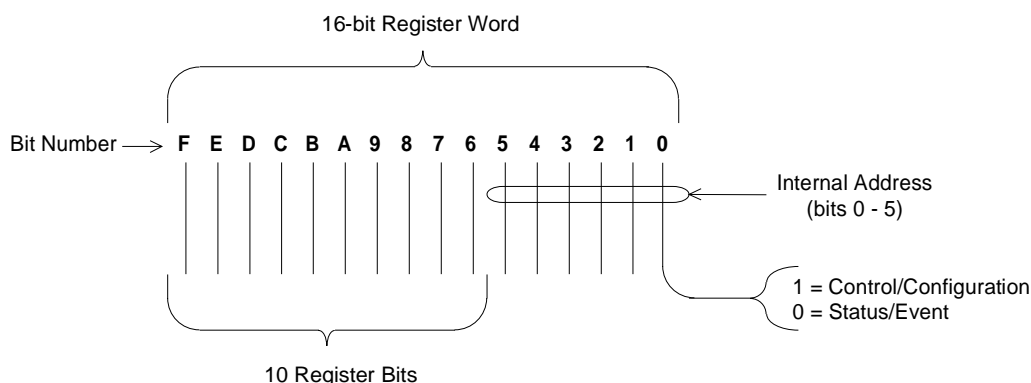 16-bit Register Word
Bit Number F E D C B A 9 8 7 6 5 4 3 2 1 0
Internal Address
(bits 0 - 5)
1 = Control/Configuration
0 = Status/Event
10 Register Bits